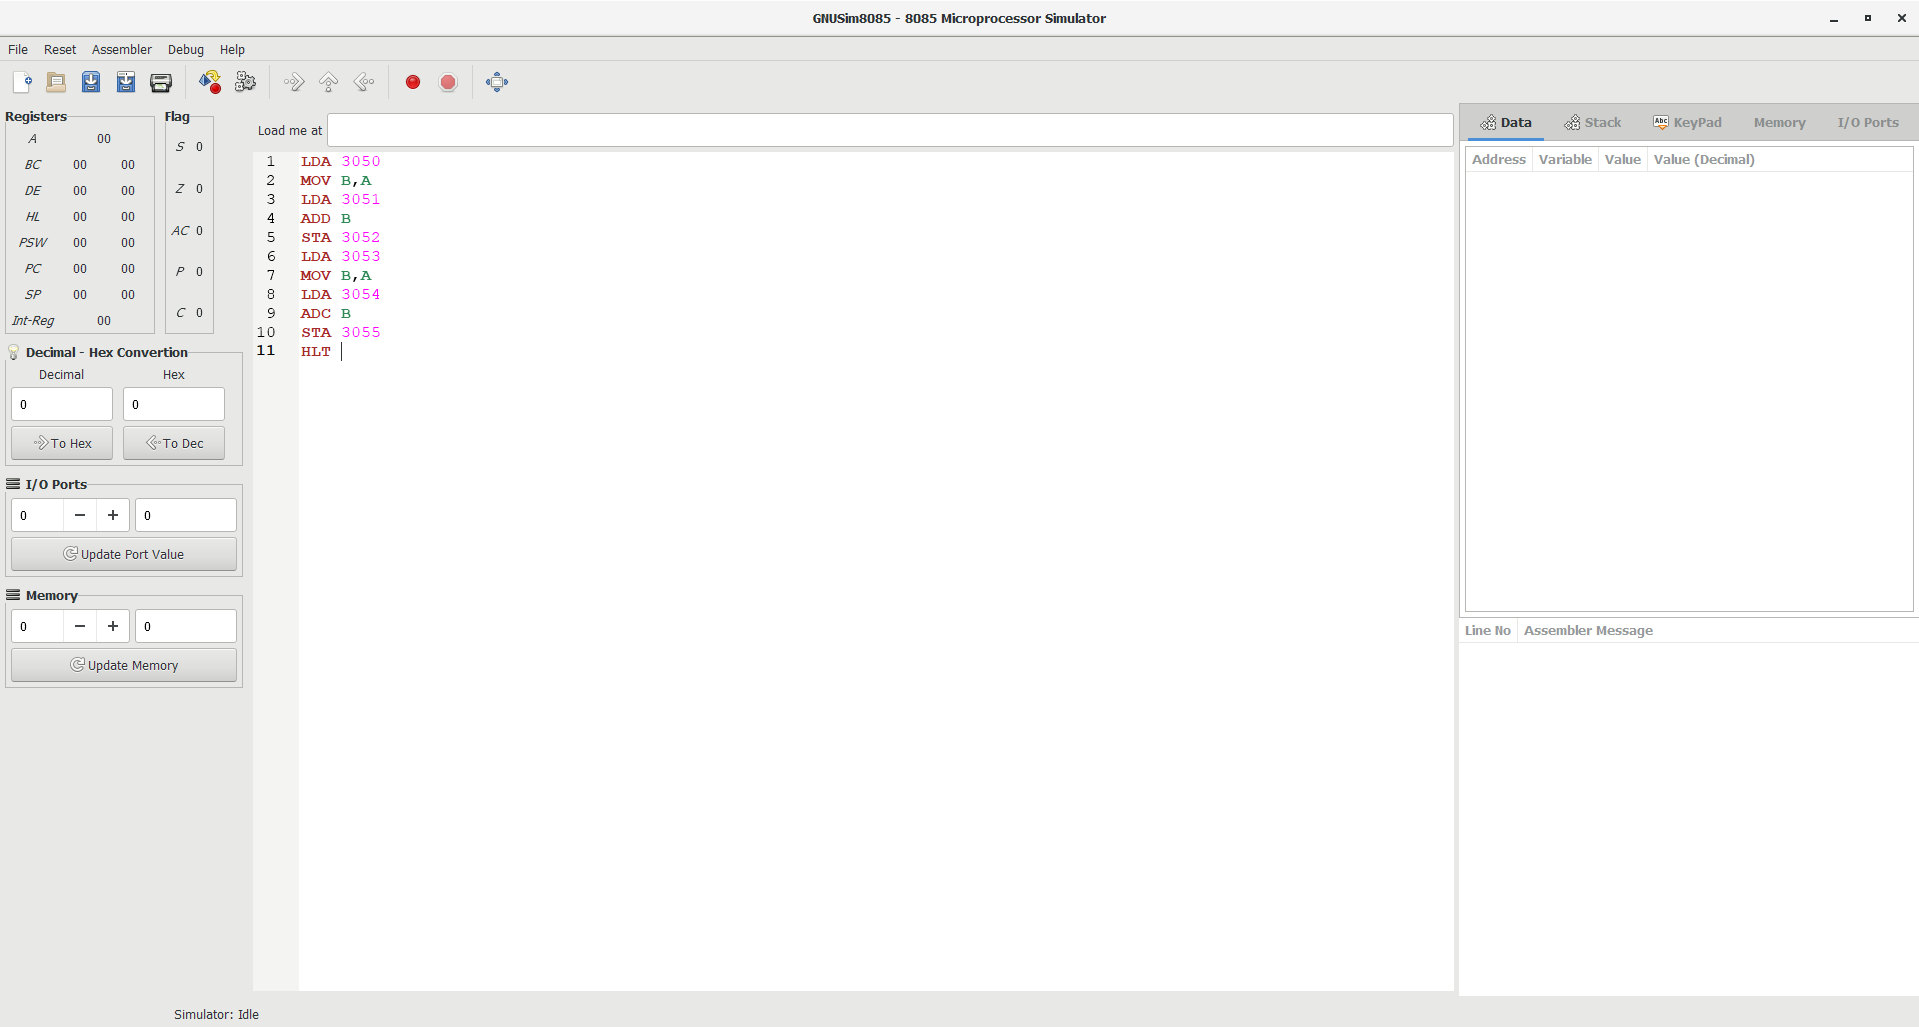 GNUSim8085 - 8085 Microprocessor Simulator
File Reset Assembler Debug Help
Registers
A 00
BC 00 00
DE 00 00
HL 00 00
PSW 00 00
PC 00 00
SP 00 00
Int-Reg 00
Flag
S 0
Z 0
AC 0
P 0
C 0
Decimal - Hex Convertion
Decimal Hex
0 0
To Hex To Dec
I/O Ports
0 − + 0
Update Port Value
Memory
0 − + 0
Update Memory
Load me at
1 LDA 3050
2 MOV B,A
3 LDA 3051
4 ADD B
5 STA 3052
6 LDA 3053
7 MOV B,A
8 LDA 3054
9 ADC B
10 STA 3055
11 HLT
Data Stack Abc KeyPad Memory I/O Ports
Address Variable Value Value (Decimal)
Line No Assembler Message
Simulator: Idle